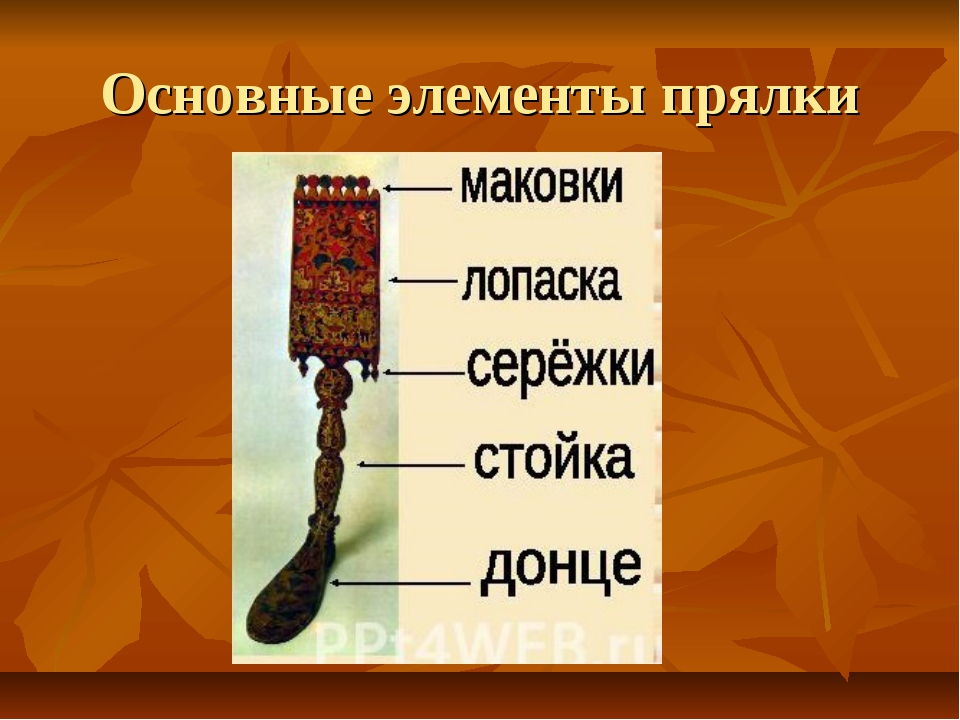 Основные элементы прялки
маковки
лопаска
серёжки
стойка
донце
PPt4WEB.ru